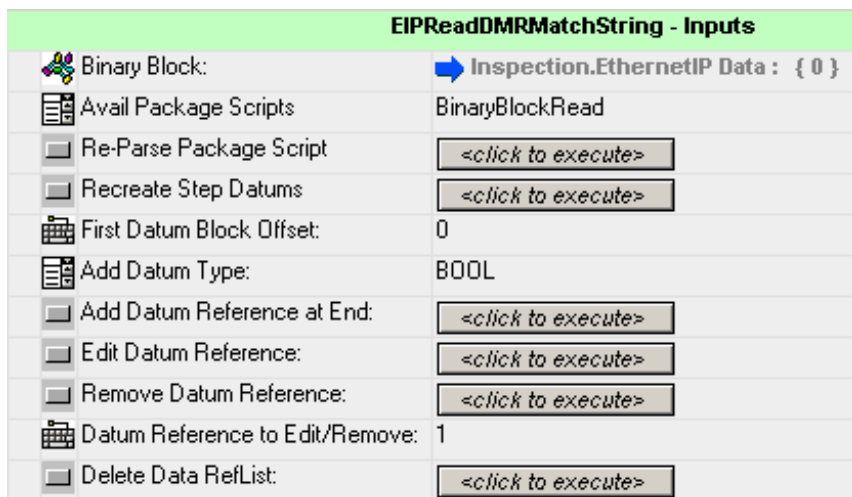 EIPReadDMRMatchString - Inputs
Binary Block: Inspection.EthernetIP Data : { 0 }
Avail Package Scripts BinaryBlockRead
Re-Parse Package Script <click to execute>
Recreate Step Datums <click to execute>
First Datum Block Offset: 0
Add Datum Type: BOOL
Add Datum Reference at End: <click to execute>
Edit Datum Reference: <click to execute>
Remove Datum Reference: <click to execute>
Datum Reference to Edit/Remove: 1
Delete Data RefList: <click to execute>